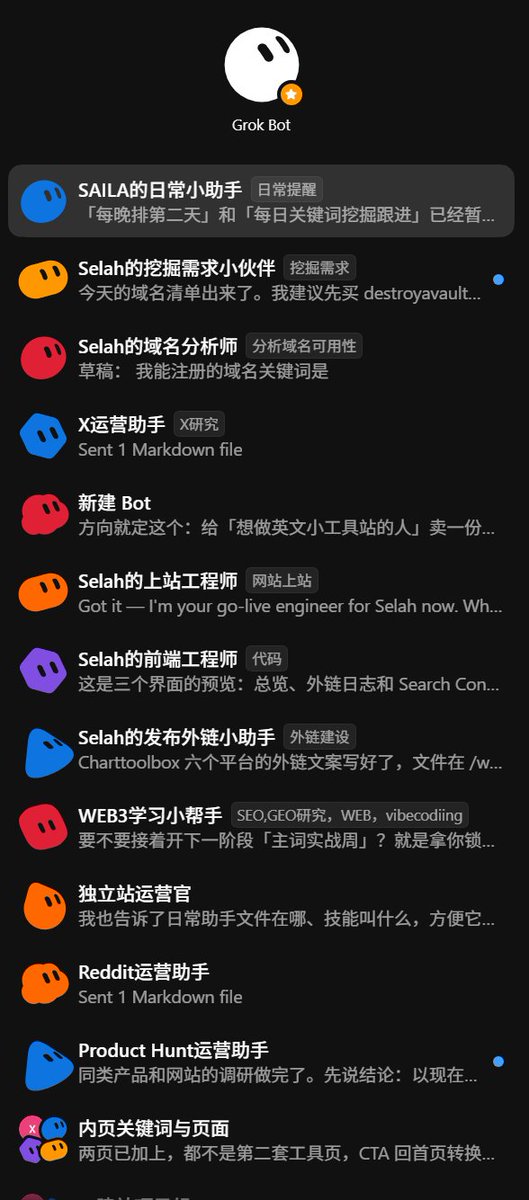 Grok Bot
SAILA的日常小助手 日常提醒
「每晚排第二天」和「每日关键词挖掘跟进」已经暂...
Selah的挖掘需求小伙伴 挖掘需求
今天的域名清单出来了。我建议先买 destroyavault...
Selah的域名分析师 分析域名可用性
草稿： 我能注册的域名关键词是
X运营助手 X研究
Sent 1 Markdown file
新建 Bot
方向就定这个：给「想做英文小工具站的人」卖一份...
Selah的上站工程师 网站上站
Got it — I'm your go-live engineer for Selah now. Wh...
Selah的前端工程师 代码
这是三个界面的预览：总览、外链日志和 Search Con...
Selah的发布外链小助手 外链建设
Charttoolbox 六个平台的外链文案写好了，文件在 /w...
WEB3学习小帮手 SEO,GEO研究，WEB，vibecodiing
要不要接着开下一阶段「主词实战周」？就是拿你锁...
独立站运营官
我也告诉了日常助手文件在哪、技能叫什么，方便它...
Reddit运营助手
Sent 1 Markdown file
Product Hunt运营助手
同类产品和网站的调研做完了。先说结论：以现在...
X
内页关键词与页面
两页已加上，都不是第二套工具页，CTA 回首页转换...